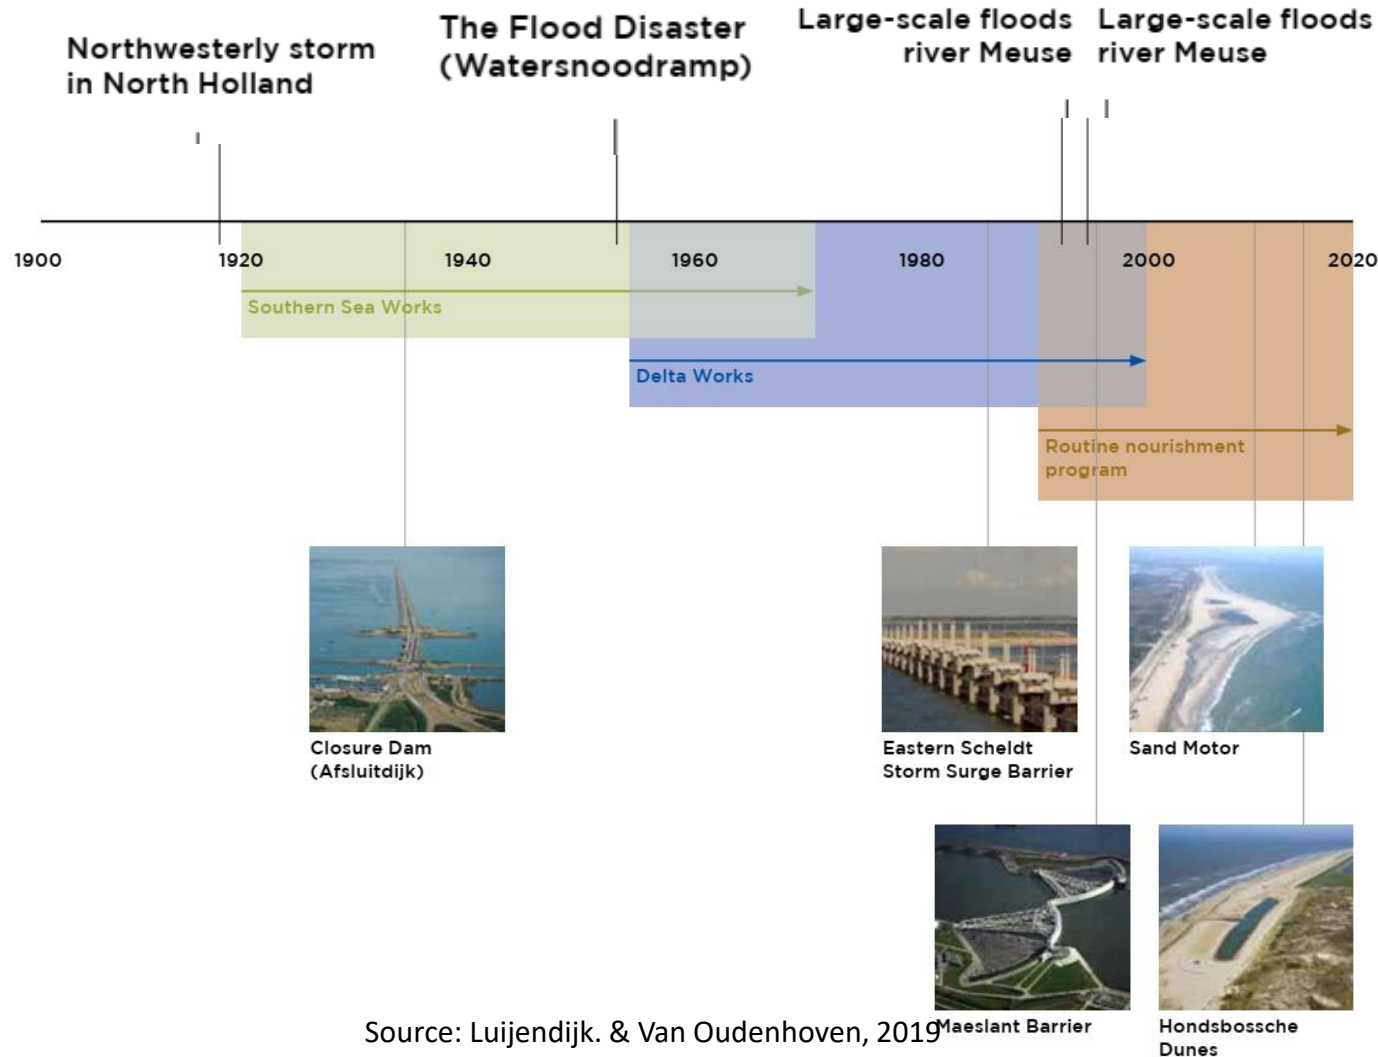 Northwesterly storm
in North Holland
The Flood Disaster
(Watersnoodramp)
Large-scale floods
river Meuse
Large-scale floods
river Meuse
1900
1920
1940
1960
1980
2000
2020
Southern Sea Works
Delta Works
Routine nourishment
program
Closure Dam
(Afsluitdijk)
Eastern Scheldt
Storm Surge Barrier
Sand Motor
Maeslant Barrier
Hondsbossche
Dunes
Source: Luijendijk. & Van Oudenhoven, 2019